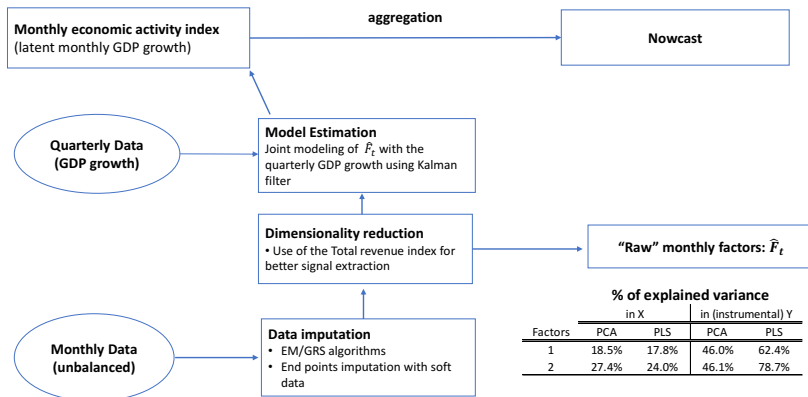 Monthly economic activity index
(latent monthly GDP growth)
aggregation
Nowcast
Quarterly Data
(GDP growth)
Model Estimation
Joint modeling of F̂t with the
quarterly GDP growth using Kalman
filter
Dimensionality reduction
• Use of the Total revenue index for
better signal extraction
“Raw” monthly factors: F̂t
Monthly Data
(unbalanced)
Data imputation
• EM/GRS algorithms
• End points imputation with soft
data
% of explained variance
in X in (instrumental) Y
Factors PCA PLS PCA PLS
1 18.5% 17.8% 46.0% 62.4%
2 27.4% 24.0% 46.1% 78.7%